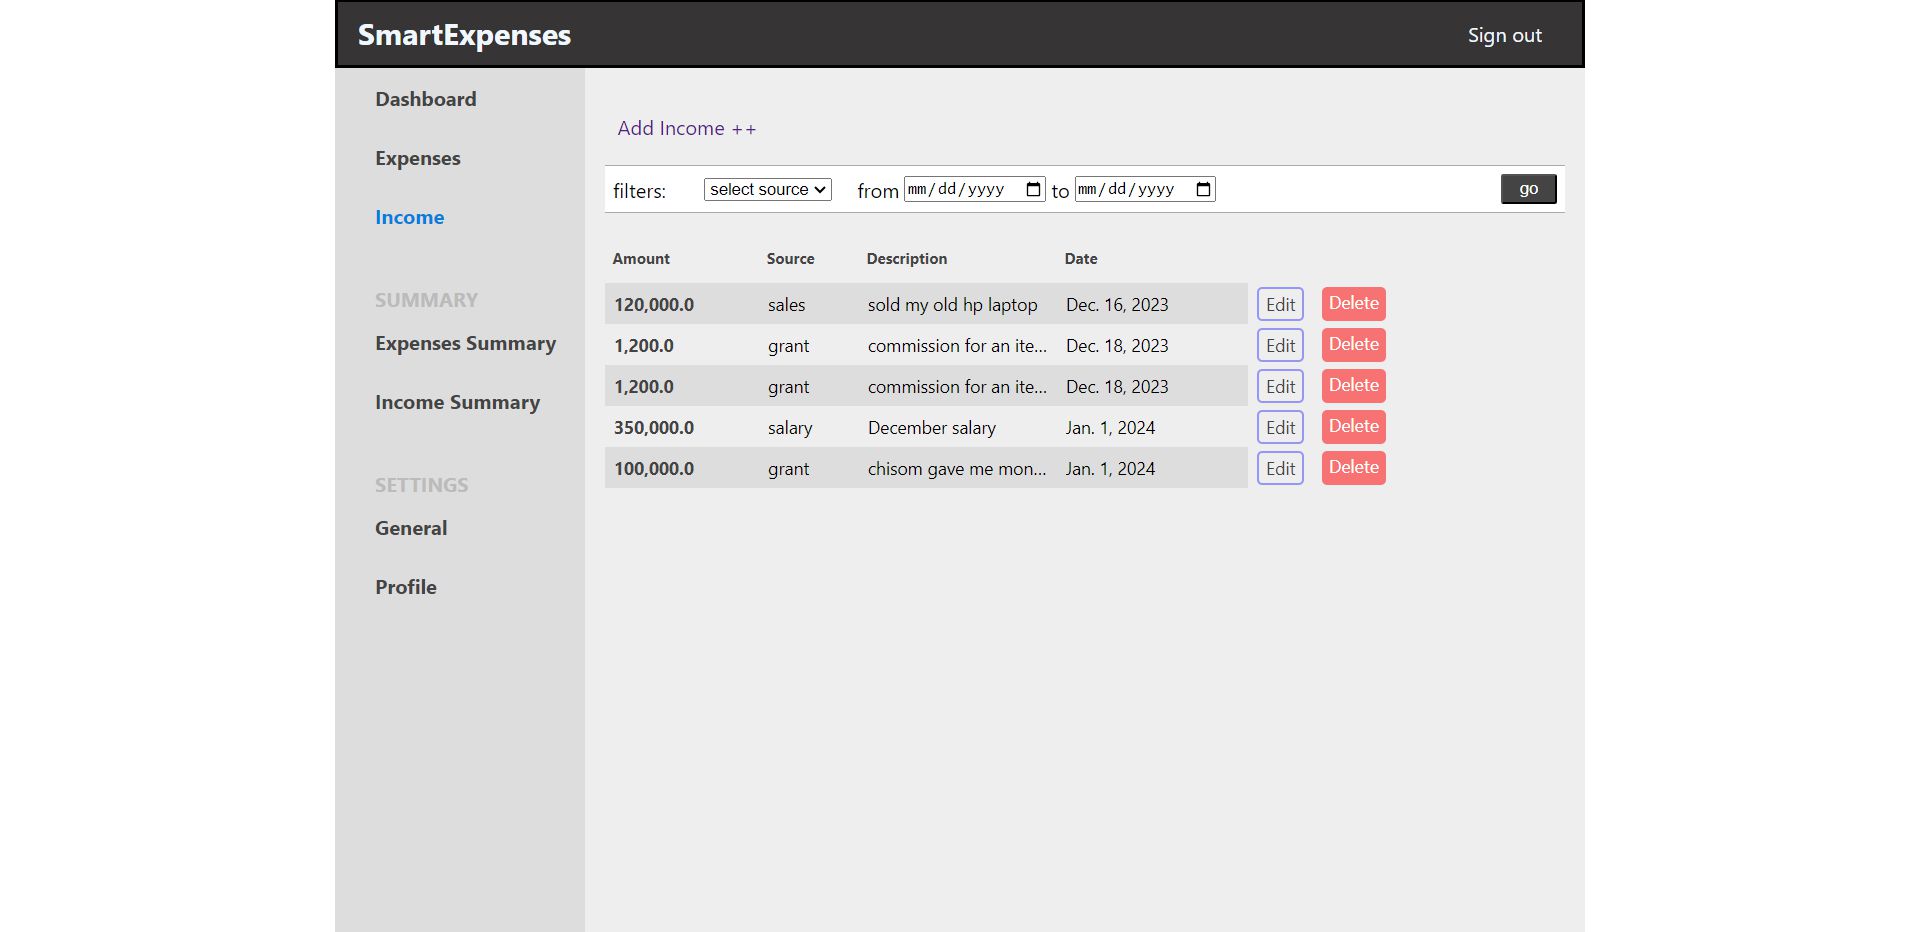 SmartExpenses Sign out
Dashboard
Expenses
Income
SUMMARY
Expenses Summary
Income Summary
SETTINGS
General
Profile
Add Income ++
filters: select source from mm/dd/yyyy to mm/dd/yyyy go
Amount Source Description Date
120,000.0 sales sold my old hp laptop Dec. 16, 2023 Edit Delete
1,200.0 grant commission for an ite... Dec. 18, 2023 Edit Delete
1,200.0 grant commission for an ite... Dec. 18, 2023 Edit Delete
350,000.0 salary December salary Jan. 1, 2024 Edit Delete
100,000.0 grant chisom gave me mon... Jan. 1, 2024 Edit Delete